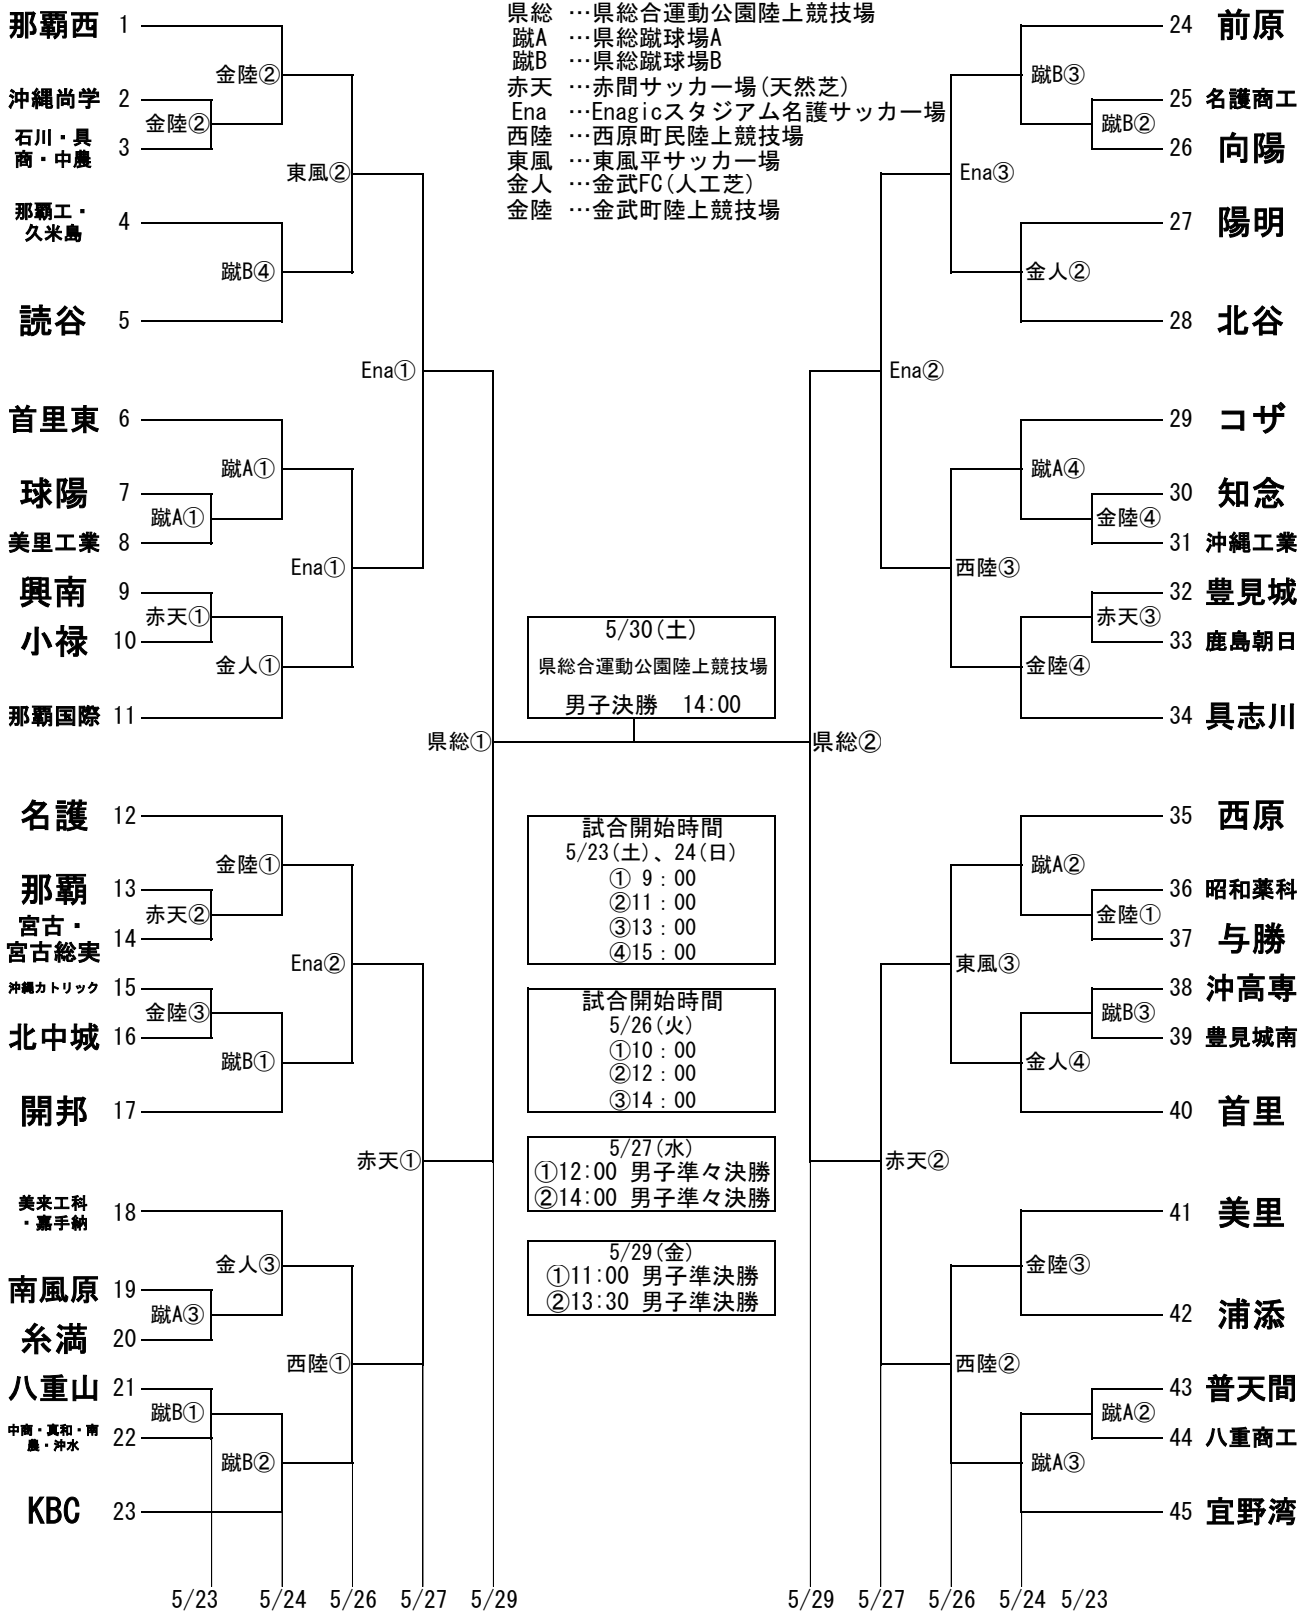 県総 …県総合運動公園陸上競技場
蹴A …県総蹴球場A
蹴B …県総蹴球場B
赤天 …赤間サッカー場(天然芝)
Ena …Enagicスタジアム名護サッカー場
西陸 …西原町民陸上競技場
東風 …東風平サッカー場
金人 …金武FC(人工芝)
金陸 …金武町陸上競技場
那覇西 1
金陸②
沖縄尚学 2
金陸②
石川・具
商・中農 3
東風②
那覇工・
久米島 4
蹴B④
読谷 5
Ena①
首里東 6
蹴A①
球陽 7
蹴A①
美里工業 8
Ena①
興南 9
赤天①
小禄 10
金人①
那覇国際 11
県総①
名護 12
金陸①
那覇 13
赤天②
宮古・
宮古総実 14
Ena②
沖縄カトリック 15
金陸③
北中城 16
蹴B①
開邦 17
赤天①
美来工科
・嘉手納 18
金人③
南風原 19
蹴A③
糸満 20
西陸①
八重山 21
蹴B①
中商・真和・南
農・沖水 22
蹴B②
KBC 23
5/30(土)
県総合運動公園陸上競技場
男子決勝 14:00
試合開始時間
5/23(土)、24(日)
① 9：00
②11：00
③13：00
④15：00
試合開始時間
5/26(火)
①10：00
②12：00
③14：00
5/27(水)
①12:00 男子準々決勝
②14:00 男子準々決勝
5/29(金)
①11:00 男子準決勝
②13:30 男子準決勝
24 前原
蹴B③
25 名護商工
蹴B②
26 向陽
Ena③
27 陽明
金人②
28 北谷
Ena②
29 コザ
蹴A④
30 知念
金陸④
31 沖縄工業
西陸③
32 豊見城
赤天③
33 鹿島朝日
金陸④
34 具志川
県総②
35 西原
蹴A②
36 昭和薬科
金陸①
37 与勝
東風③
38 沖高専
蹴B③
39 豊見城南
金人④
40 首里
赤天②
41 美里
金陸③
42 浦添
西陸②
43 普天間
蹴A②
44 八重商工
蹴A③
45 宜野湾
5/23 5/24 5/26 5/27 5/29 5/29 5/27 5/26 5/24 5/23